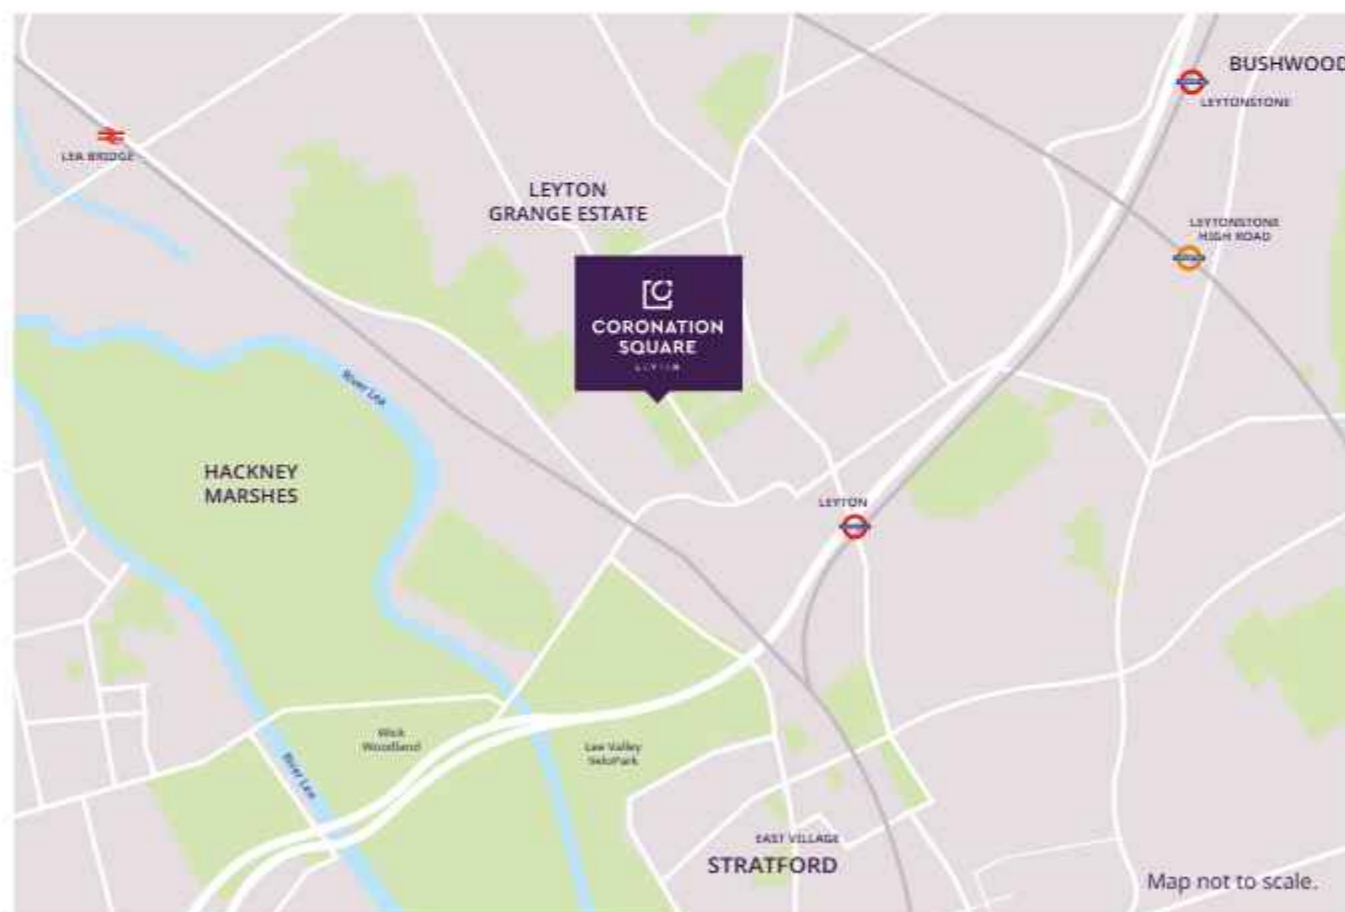 BUSHWOOD
LEYTONSTONE
LEA BRIDGE
LEYTON
GRANGE ESTATE
LEYTONSTONE
HIGH ROAD
CORONATION
SQUARE
LEYTON
River Lea
HACKNEY
MARSHES
LEYTON
Wick
Woodland
Lee Valley
VeloPark
River Lea
EAST VILLAGE
STRATFORD
Map not to scale.